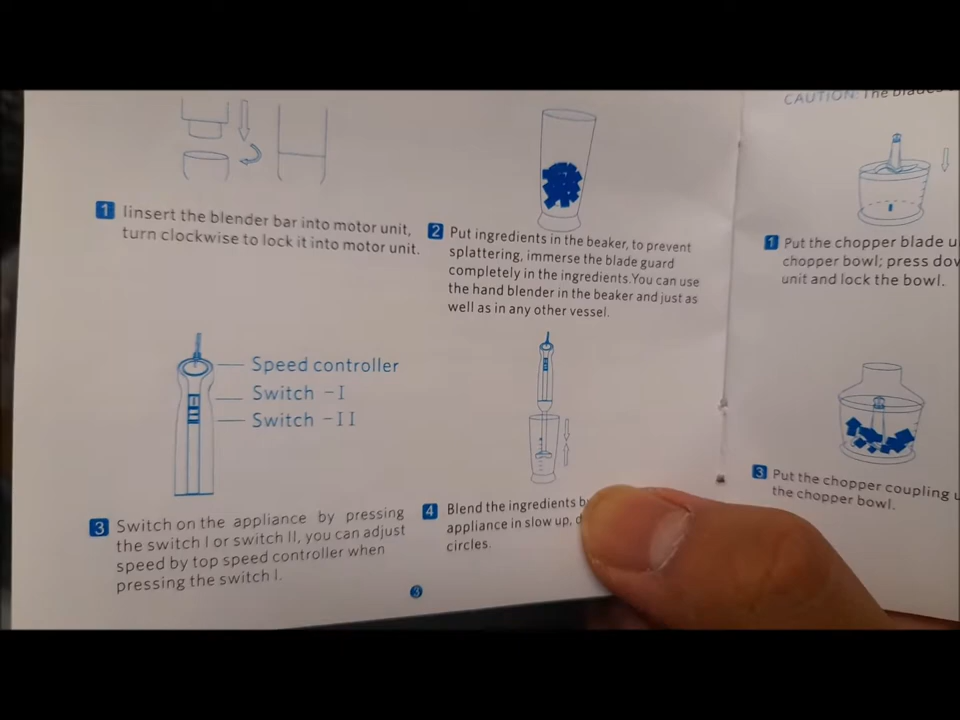 1 Iinsert the blender bar into motor unit,
turn clockwise to lock it into motor unit.
2 Put ingredients in the beaker, to prevent
splattering, immerse the blade guard
completely in the ingredients.You can use
the hand blender in the beaker and just as
well as in any other vessel.
Speed controller
Switch -I
Switch -II
3 Switch on the appliance by pressing
the switch I or switch II, you can adjust
speed by top speed controller when
pressing the switch I.
4 Blend the ingredients
appliance in slow up,
circles.
3
CAUTION: The blades
1 Put the chopper blade
chopper bowl; press
unit and lock the bowl.
3 Put the chopper coupling
the chopper bowl.